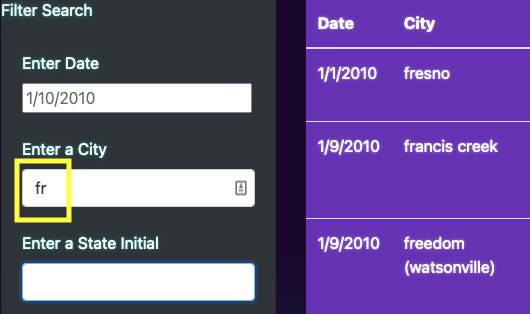 Filter Search
Enter Date
1/10/2010
Enter a City
fr
Enter a State Initial
Date City
1/1/2010 fresno
1/9/2010 francis creek
1/9/2010 freedom
(watsonville)